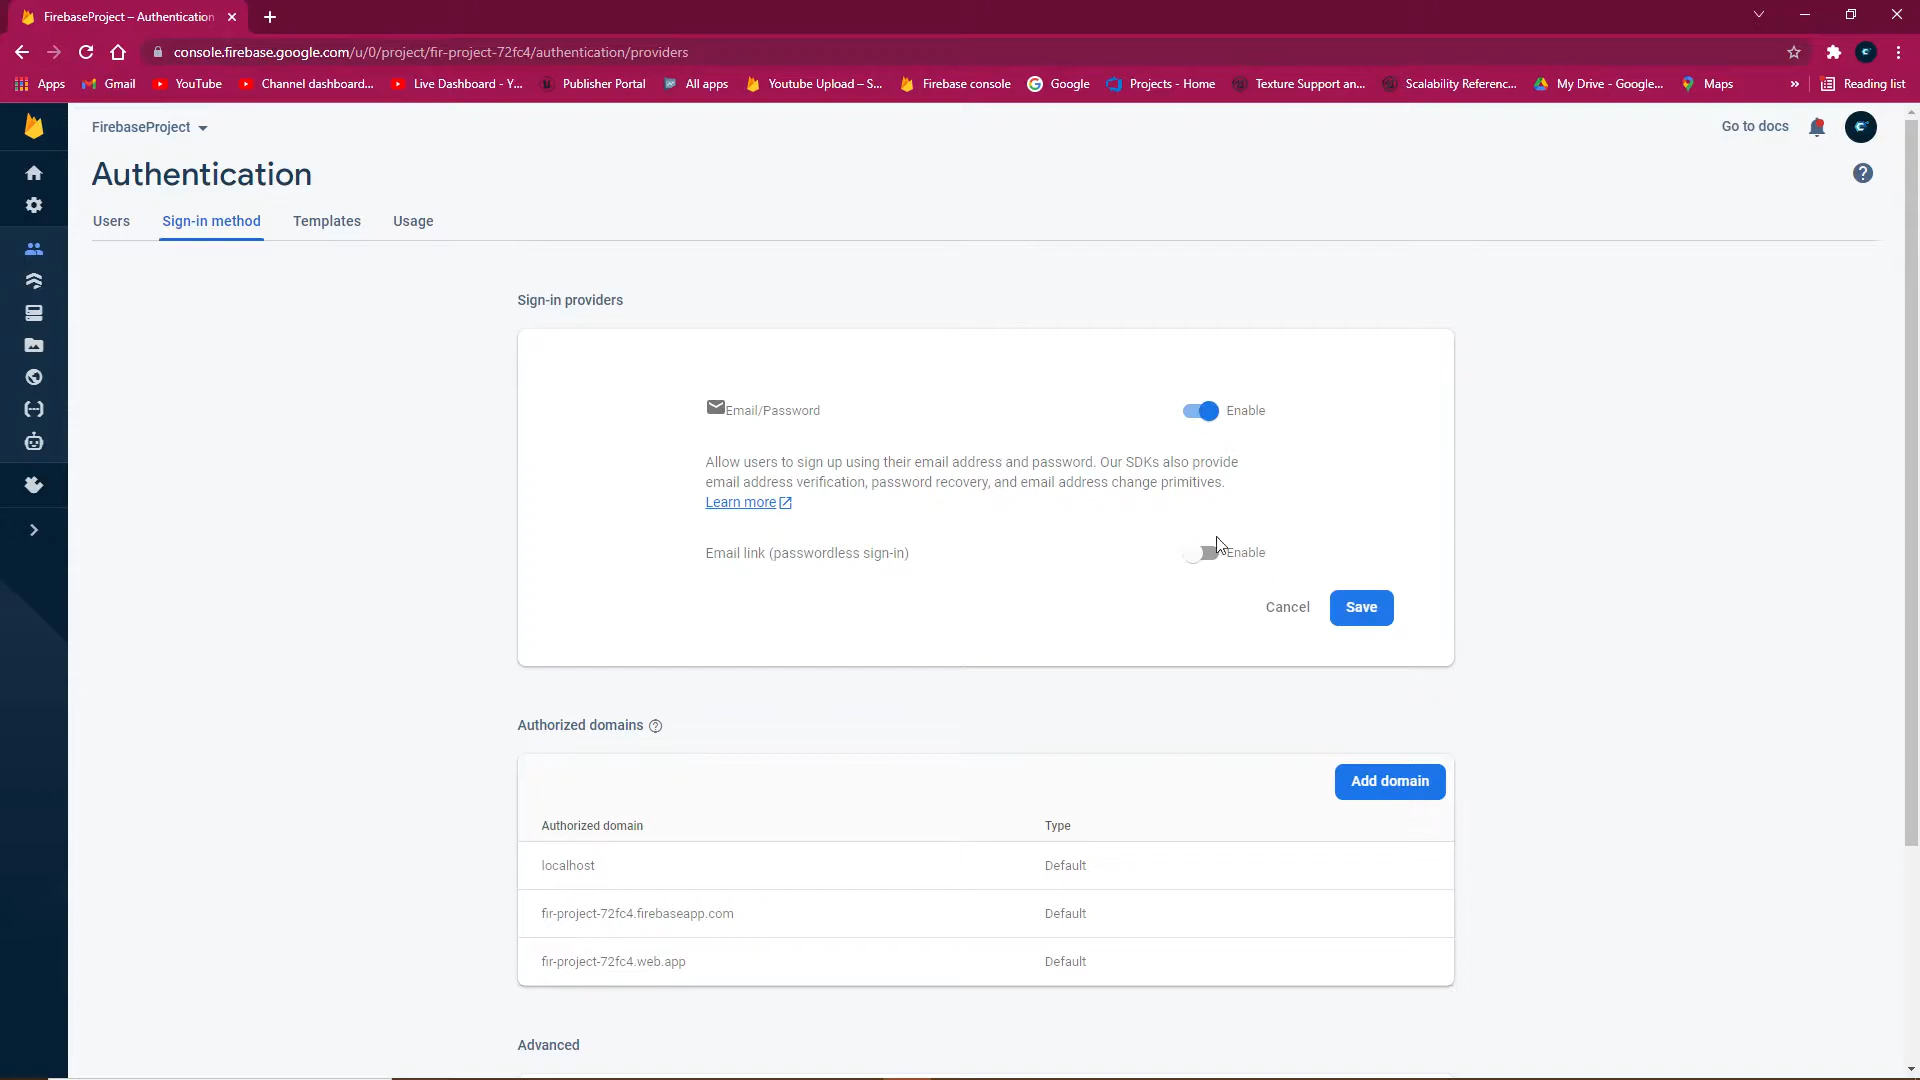 FirebaseProject – Authentication
console.firebase.google.com/u/0/project/fir-project-72fc4/authentication/providers
Apps Gmail YouTube Channel dashboard... Live Dashboard - Y... Publisher Portal All apps Youtube Upload – S... Firebase console Google Projects - Home Texture Support an... Scalability Referenc... My Drive - Google... Maps » Reading list
FirebaseProject Go to docs
Authentication
Users Sign-in method Templates Usage
Sign-in providers
Email/Password Enable
Allow users to sign up using their email address and password. Our SDKs also provide
email address verification, password recovery, and email address change primitives.
Learn more
Email link (passwordless sign-in) Enable
Cancel Save
Authorized domains
Add domain
Authorized domain Type
localhost Default
fir-project-72fc4.firebaseapp.com Default
fir-project-72fc4.web.app Default
Advanced